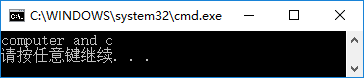 C:\WINDOWS\system32\cmd.exe
computer and c
请按任意键继续. . .